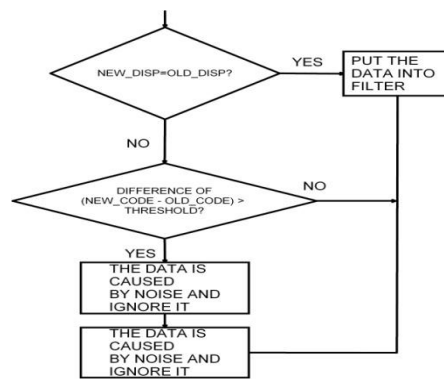 NEW_DISP=OLD_DISP?
YES
PUT THE
DATA INTO
FILTER
NO
DIFFERENCE OF
(NEW_CODE - OLD_CODE) >
THRESHOLD?
NO
YES
THE DATA IS
CAUSED
BY NOISE AND
IGNORE IT
THE DATA IS
CAUSED
BY NOISE AND
IGNORE IT